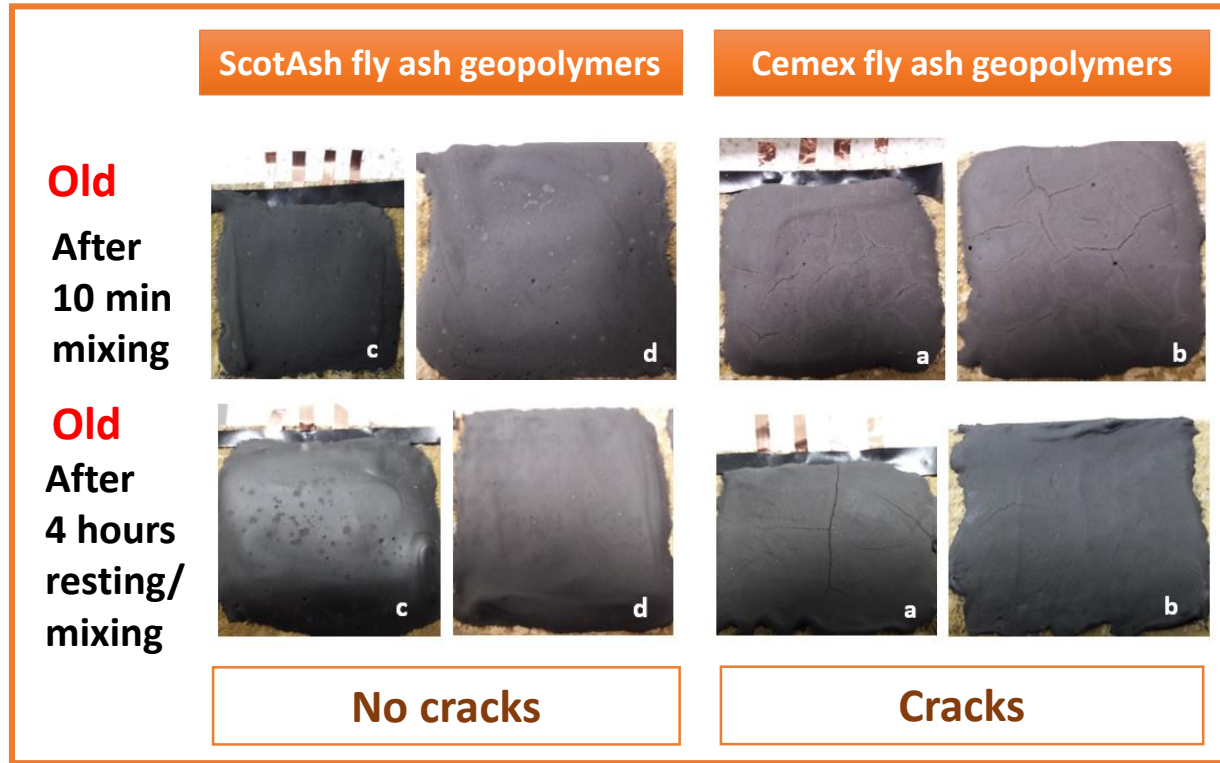 ScotAsh fly ash geopolymers
Cemex fly ash geopolymers
Old
After
10 min
mixing
c
d
a
b
Old
After
4 hours
resting/
mixing
c
d
a
b
No cracks
Cracks